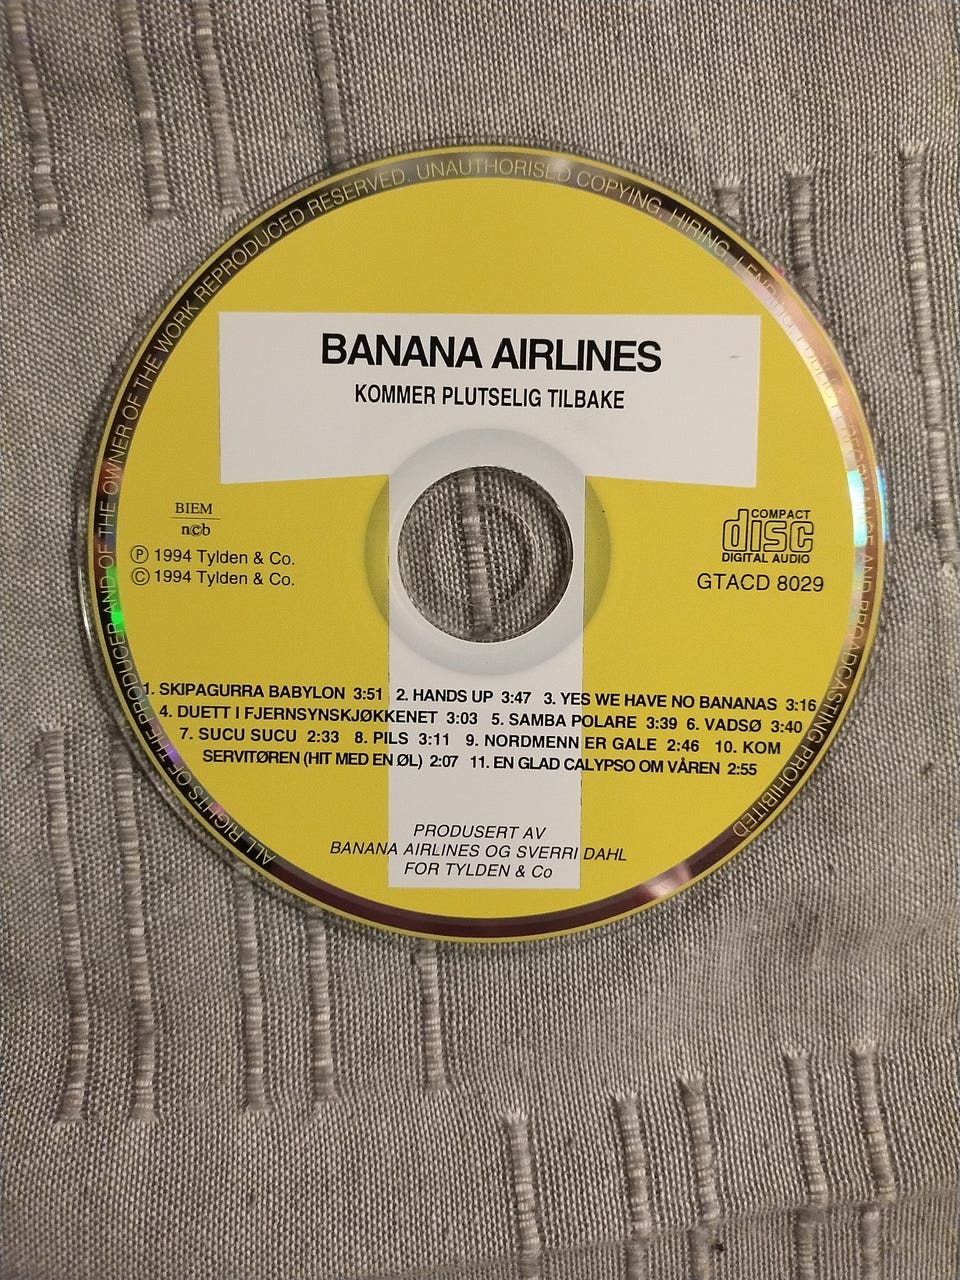 ALL RIGHTS OF THE PRODUCER AND OF THE OWNER OF THE WORK REPRODUCED RESERVED. UNAUTHORISED COPYING, HIRING, LENDING, PUBLIC PERFORMANCE AND BROADCASTING PROHIBITED
BANANA AIRLINES
KOMMER PLUTSELIG TILBAKE
BIEM
n©b
℗ 1994 Tylden & Co.
© 1994 Tylden & Co.
COMPACT
disc
DIGITAL AUDIO
GTACD 8029
1. SKIPAGURRA BABYLON 3:51 2. HANDS UP 3:47 3. YES WE HAVE NO BANANAS 3:16
4. DUETT I FJERNSYNSKJØKKENET 3:03 5. SAMBA POLARE 3:39 6. VADSØ 3:40
7. SUCU SUCU 2:33 8. PILS 3:11 9. NORDMENN ER GALE 2:46 10. KOM
SERVITØREN (HIT MED EN ØL) 2:07 11. EN GLAD CALYPSO OM VÅREN 2:55
PRODUSERT AV
BANANA AIRLINES OG SVERRI DAHL
FOR TYLDEN & Co